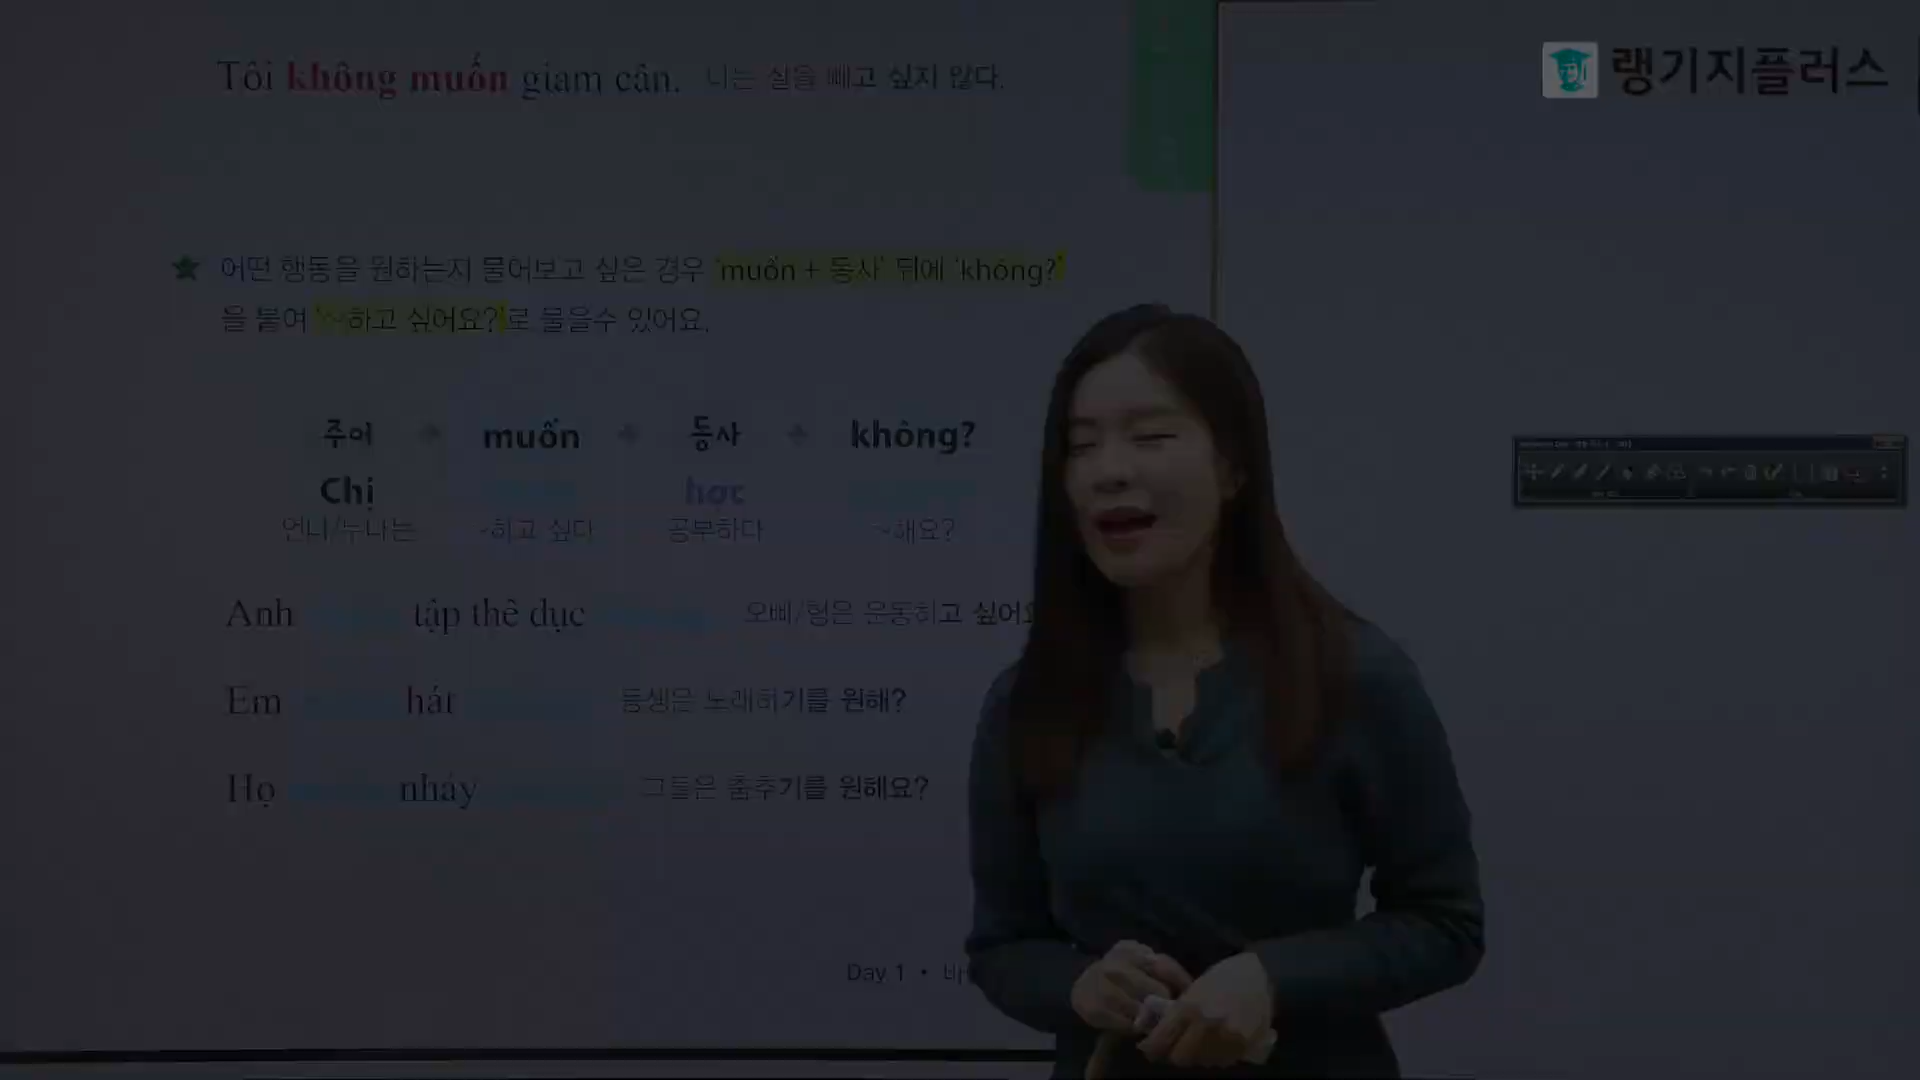 Tôi không muốn giảm cân. 나는 살을 빼고 싶지 않다.
랭기지플러스
★ 어떤 행동을 원하는지 물어보고 싶은 경우 'muốn + 동사' 뒤에 'không?'
을 붙여 '~하고 싶어요?'로 물을수 있어요.
주어 + muốn + 동사 + không?
Chị học
언니/누나는 ~하고 싶다 공부하다 ~해요?
Anh tập thể dục 오빠/형은 운동하고 싶어
Em hát 동생은 노래하기를 원해?
Họ nhảy 그들은 춤추기를 원해요?
Day 1 •